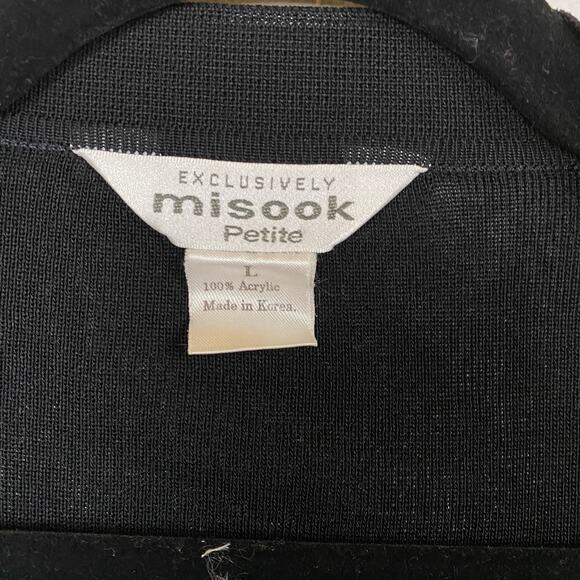 EXCLUSIVELY
misook
Petite
L
100% Acrylic
Made in Korea.